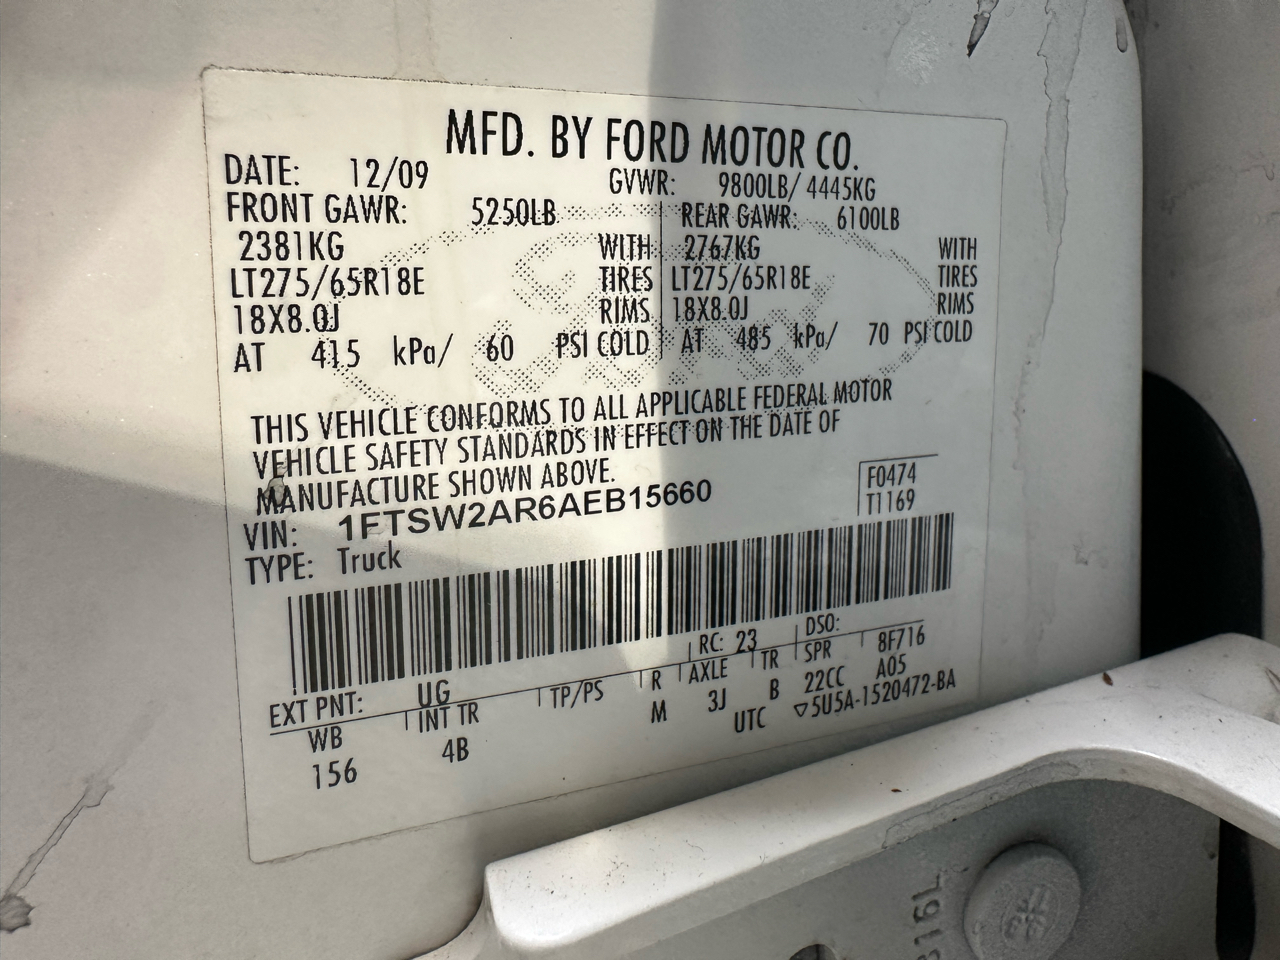 MFD. BY FORD MOTOR CO.
DATE: 12/09 GVWR: 9800LB/ 4445KG
FRONT GAWR: 5250LB REAR GAWR: 6100LB
2381KG WITH 2767KG WITH
LT275/65R18E TIRES LT275/65R18E TIRES
18X8.0J RIMS 18X8.0J RIMS
AT 415 kPa/ 60 PSI COLD AT 485 kPa/ 70 PSI COLD
THIS VEHICLE CONFORMS TO ALL APPLICABLE FEDERAL MOTOR
VEHICLE SAFETY STANDARDS IN EFFECT ON THE DATE OF
MANUFACTURE SHOWN ABOVE.
F0474
VIN: 1FTSW2AR6AEB15660 T1169
TYPE: Truck
EXT PNT: UG RC: 23 DSO:
WB INT TR TP/PS R AXLE TR SPR 8F716
156 4B M 3J B 22CC A05
UTC ▽5U5A-1520472-BA
816L